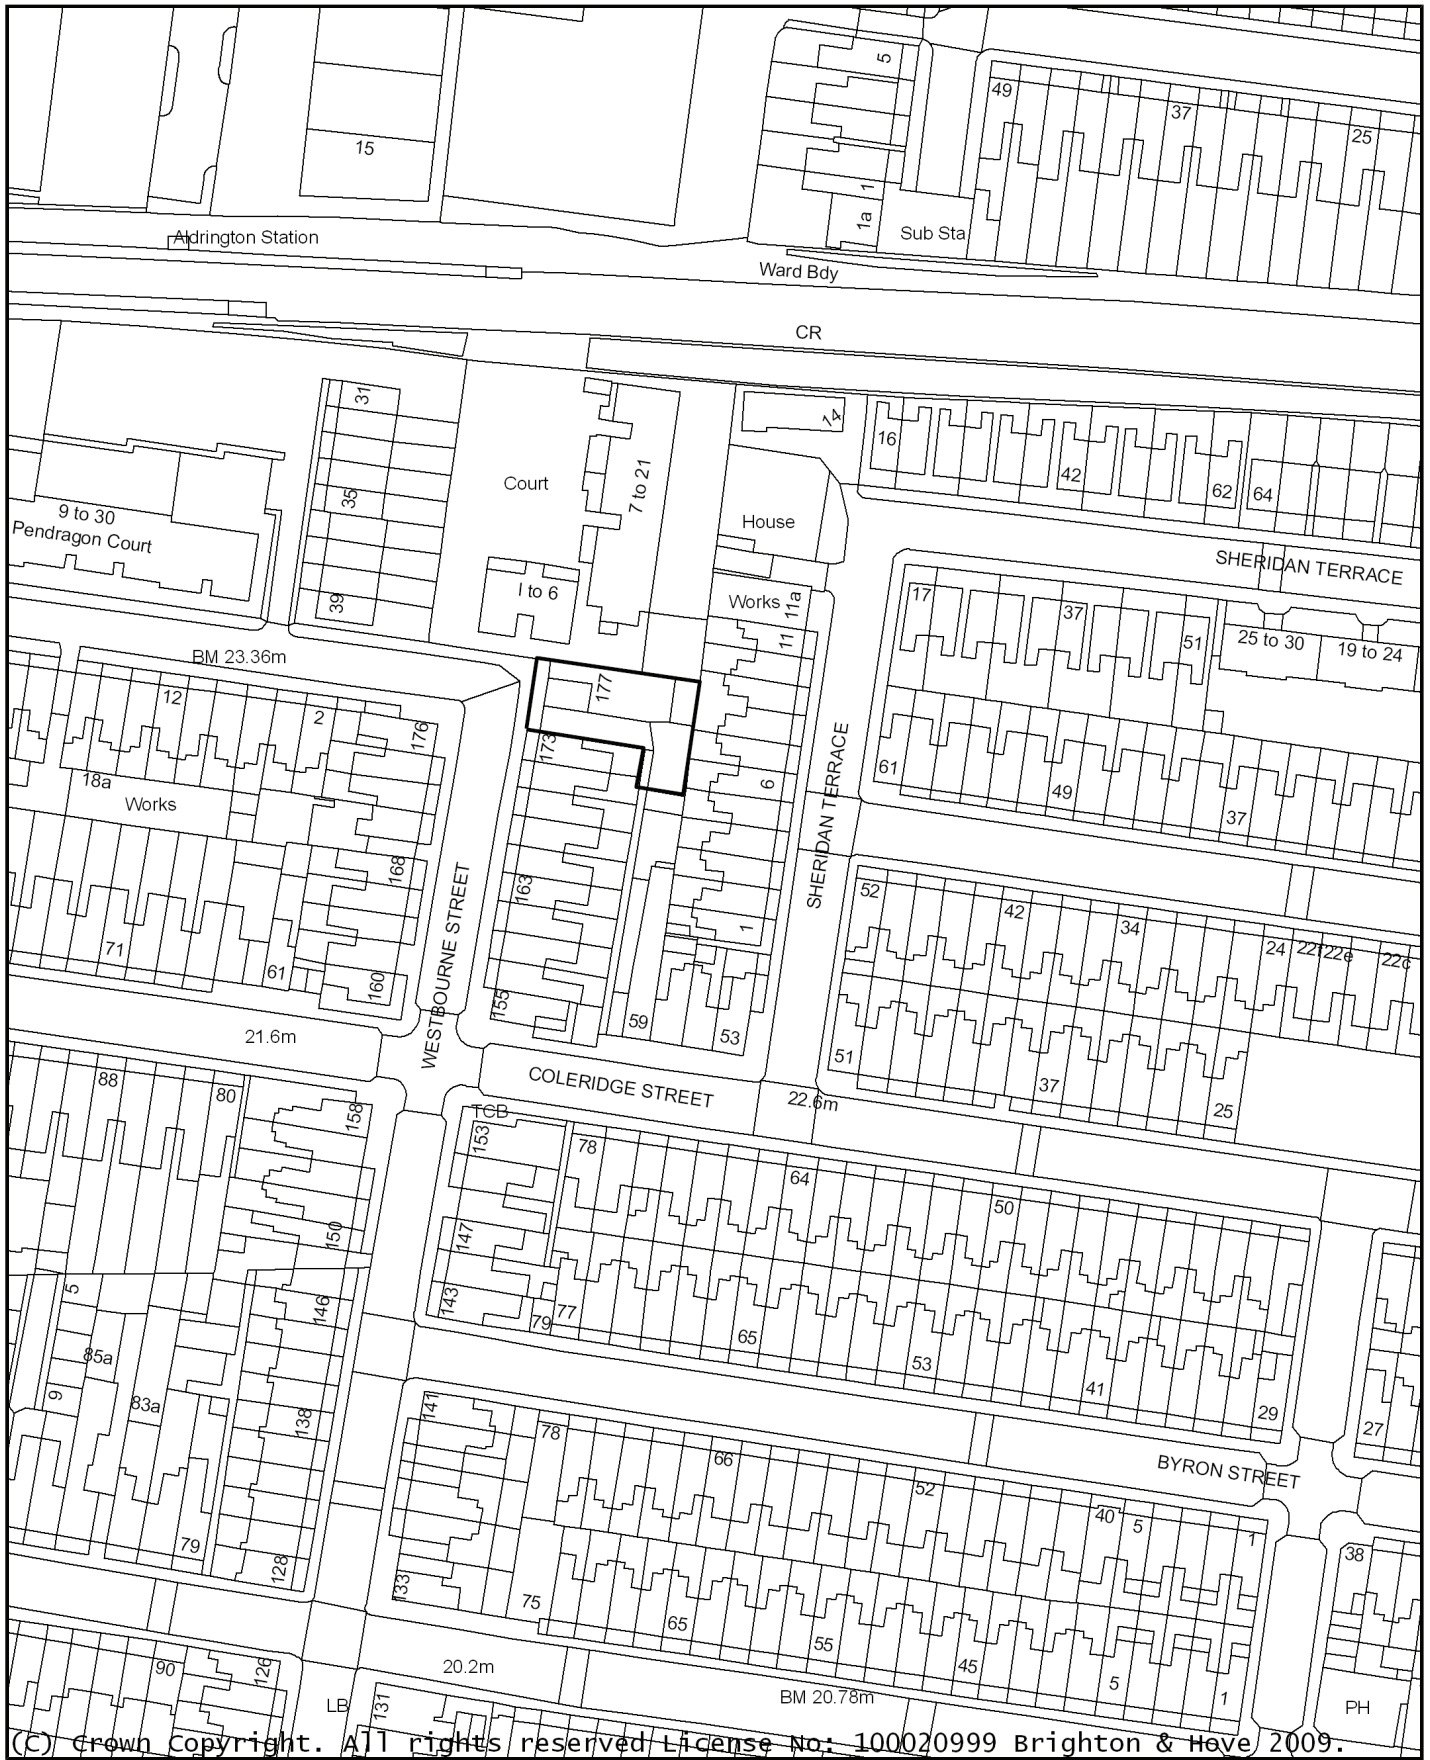 5
49
37
25
15
1
1a
Sub Sta
Aldrington Station
Ward Bdy
CR
31
14
16
42
62
64
Court
7 to 21
35
House
9 to 30
Pendragon Court
SHERIDAN TERRACE
I to 6
39
Works
11a
11
17
37
51
25 to 30
19 to 24
BM 23.36m
12
2
176
177
173
18a
Works
6
SHERIDAN TERRACE
61
49
37
168
163
52
42
34
24
22f
22e
22c
71
61
160
WESTBOURNE STREET
155
1
59
53
51
37
25
21.6m
COLERIDGE STREET
22.6m
88
80
158
TCB
153
78
64
50
150
147
5
146
143
79
77
65
53
41
29
27
85a
9
83a
138
141
78
66
52
BYRON STREET
40
5
1
38
79
128
133
75
65
55
45
5
1
90
126
20.2m
LB
131
BM 20.78m
PH
(C) Crown Copyright. All rights reserved License No: 100020999 Brighton & Hove 2009.